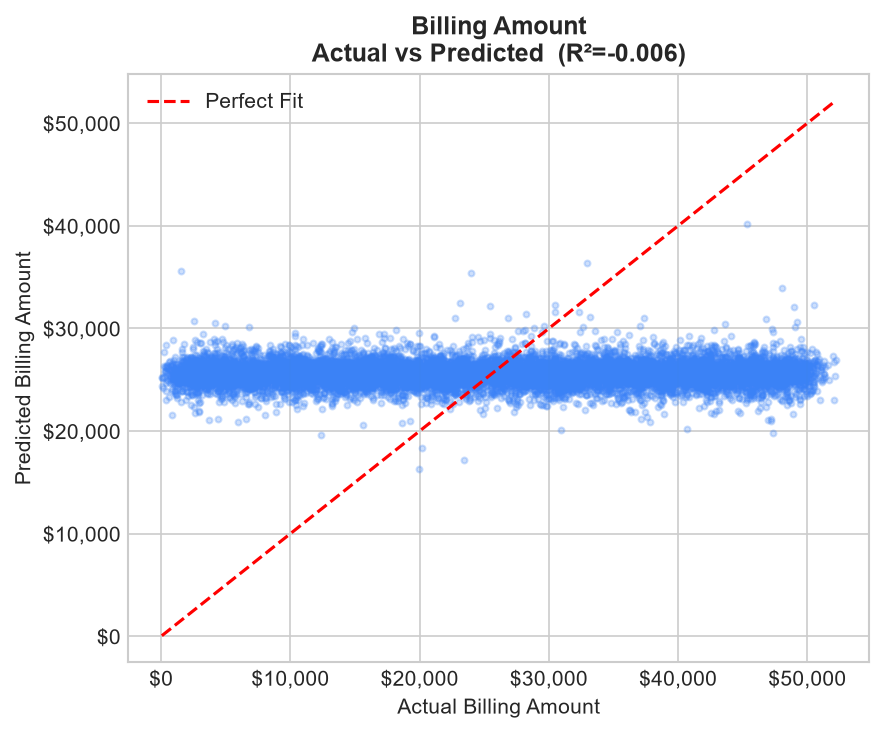 Billing Amount
Actual vs Predicted  (R²=-0.006)
Perfect Fit
$50,000
$40,000
$30,000
$20,000
$10,000
$0
Predicted Billing Amount
$0 $10,000 $20,000 $30,000 $40,000 $50,000
Actual Billing Amount